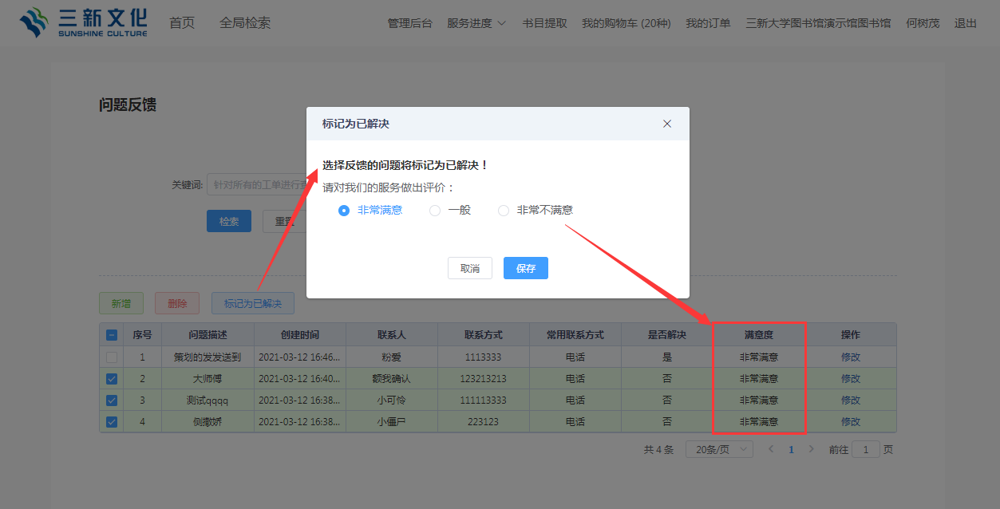 三新文化
SUNSHINE CULTURE
首页 全局检索 管理后台 服务进度 书目提取 我的购物车 (20种) 我的订单 三新大学图书馆演示馆图书馆 何树茂 退出
问题反馈
标记为已解决
选择反馈的问题将标记为已解决！
关键词: 针对所有的工单进行
请对我们的服务做出评价：
非常满意 一般 非常不满意
检索 重置
取消 保存
新增 删除 标记为已解决
序号 问题描述 创建时间 联系人 联系方式 常用联系方式 是否解决 满意度 操作
1 策划的发发送到 2021-03-12 16:46... 粉爱 1113333 电话 是 非常满意 修改
2 大师傅 2021-03-12 16:40... 额我确认 123213213 电话 否 非常满意 修改
3 测试qqqq 2021-03-12 16:38... 小可怜 111113333 电话 否 非常满意 修改
4 侧撒娇 2021-03-12 16:38... 小僵尸 223123 电话 否 非常满意 修改
共 4 条 20条/页 1 前往 1 页